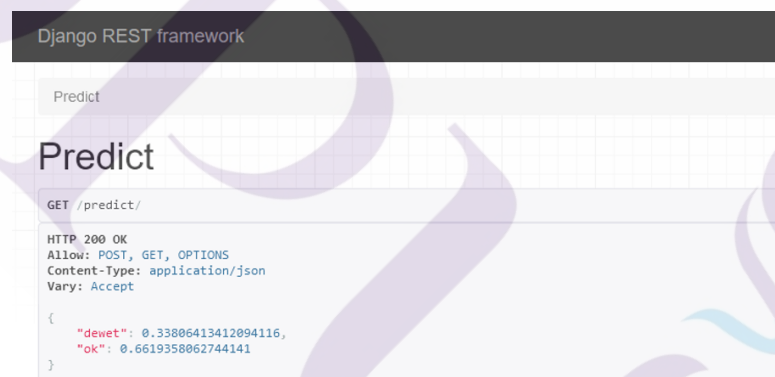 Django REST framework
Predict
Predict
GET /predict/
HTTP 200 OK
Allow: POST, GET, OPTIONS
Content-Type: application/json
Vary: Accept
{
"dewet": 0.33806413412094116,
"ok": 0.6619358062744141
}